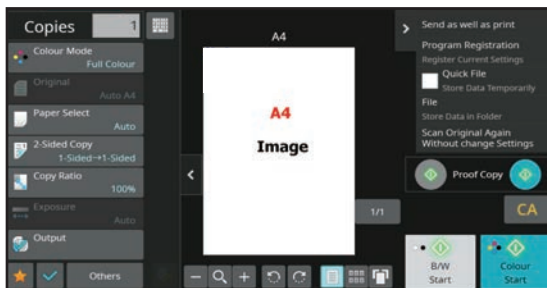 Copies 1
Colour Mode
Full Colour
Original
Auto A4
Paper Select
Auto
2-Sided Copy
1-Sided→1-Sided
Copy Ratio
100%
Exposure
Auto
Output
Others
A4
A4
Image
1/1
Send as well as print
Program Registration
Register Current Settings
Quick File
Store Data Temporarily
File
Store Data in Folder
Scan Original Again
Without change Settings
Proof Copy
CA
B/W
Start
Colour
Start